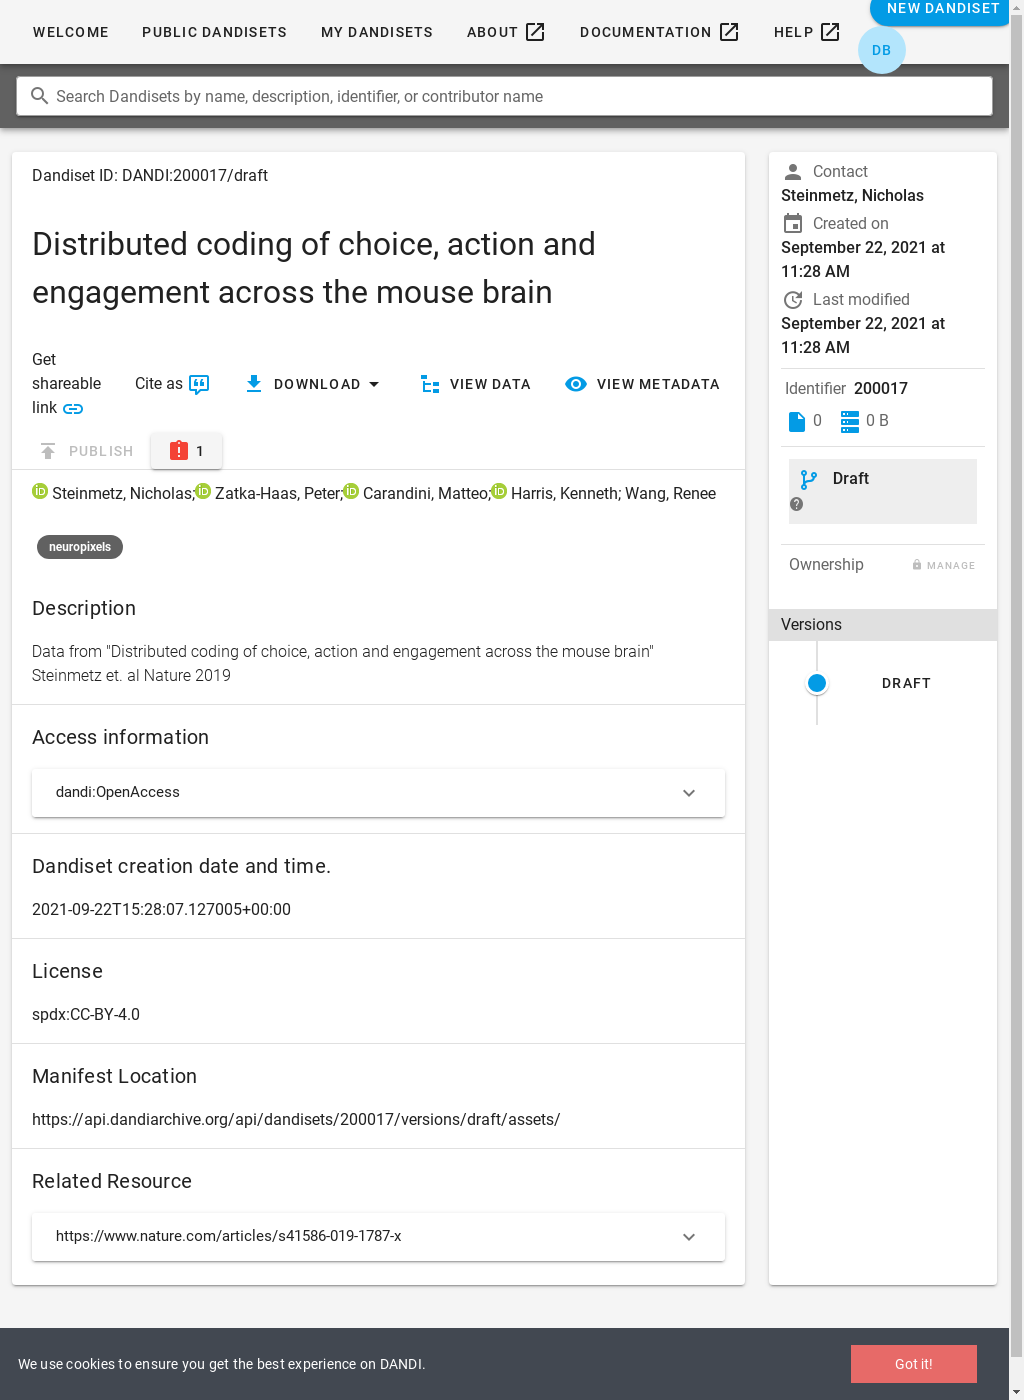 WELCOME PUBLIC DANDISETS MY DANDISETS ABOUT DOCUMENTATION HELP NEW DANDISET
DB
Search Dandisets by name, description, identifier, or contributor name
Dandiset ID: DANDI:200017/draft
Distributed coding of choice, action and
engagement across the mouse brain
Get
shareable
link
Cite as
DOWNLOAD
VIEW DATA
VIEW METADATA
PUBLISH
1
Steinmetz, Nicholas; Zatka-Haas, Peter; Carandini, Matteo; Harris, Kenneth; Wang, Renee
neuropixels
Description
Data from "Distributed coding of choice, action and engagement across the mouse brain"
Steinmetz et. al Nature 2019
Access information
dandi:OpenAccess
Dandiset creation date and time.
2021-09-22T15:28:07.127005+00:00
License
spdx:CC-BY-4.0
Manifest Location
https://api.dandiarchive.org/api/dandisets/200017/versions/draft/assets/
Related Resource
https://www.nature.com/articles/s41586-019-1787-x
Contact
Steinmetz, Nicholas
Created on
September 22, 2021 at
11:28 AM
Last modified
September 22, 2021 at
11:28 AM
Identifier 200017
0 0 B
Draft
Ownership MANAGE
Versions
DRAFT
We use cookies to ensure you get the best experience on DANDI.
Got it!